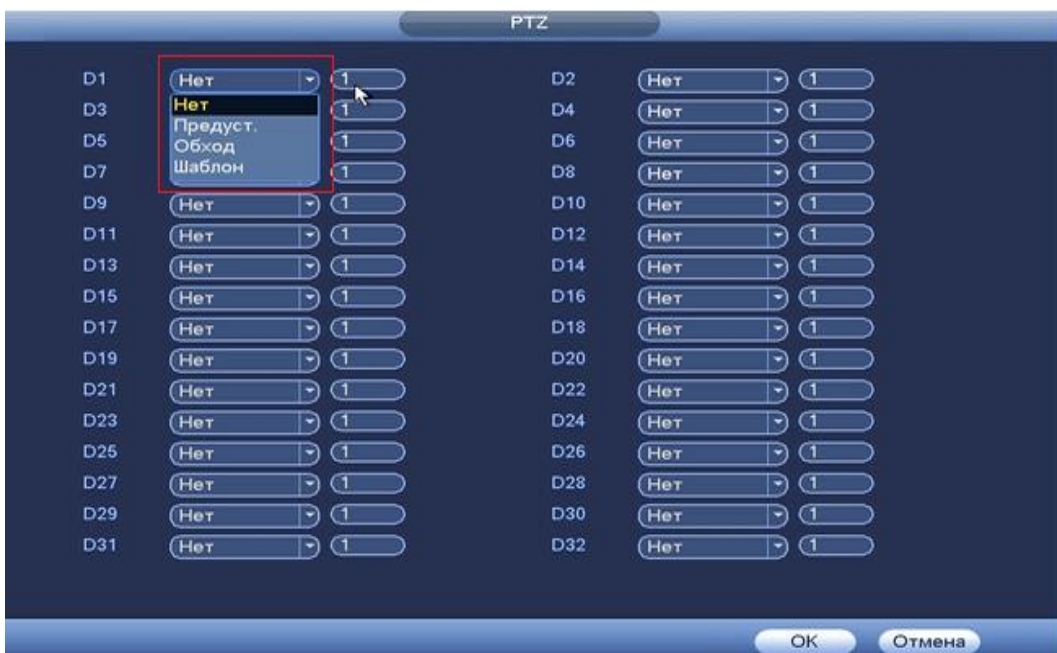 PTZ
D1 Нет 1 D2 Нет 1
Нет
Предуст.
Обход
Шаблон
D3 1 D4 Нет 1
D5 1 D6 Нет 1
D7 1 D8 Нет 1
D9 Нет 1 D10 Нет 1
D11 Нет 1 D12 Нет 1
D13 Нет 1 D14 Нет 1
D15 Нет 1 D16 Нет 1
D17 Нет 1 D18 Нет 1
D19 Нет 1 D20 Нет 1
D21 Нет 1 D22 Нет 1
D23 Нет 1 D24 Нет 1
D25 Нет 1 D26 Нет 1
D27 Нет 1 D28 Нет 1
D29 Нет 1 D30 Нет 1
D31 Нет 1 D32 Нет 1
OK Отмена